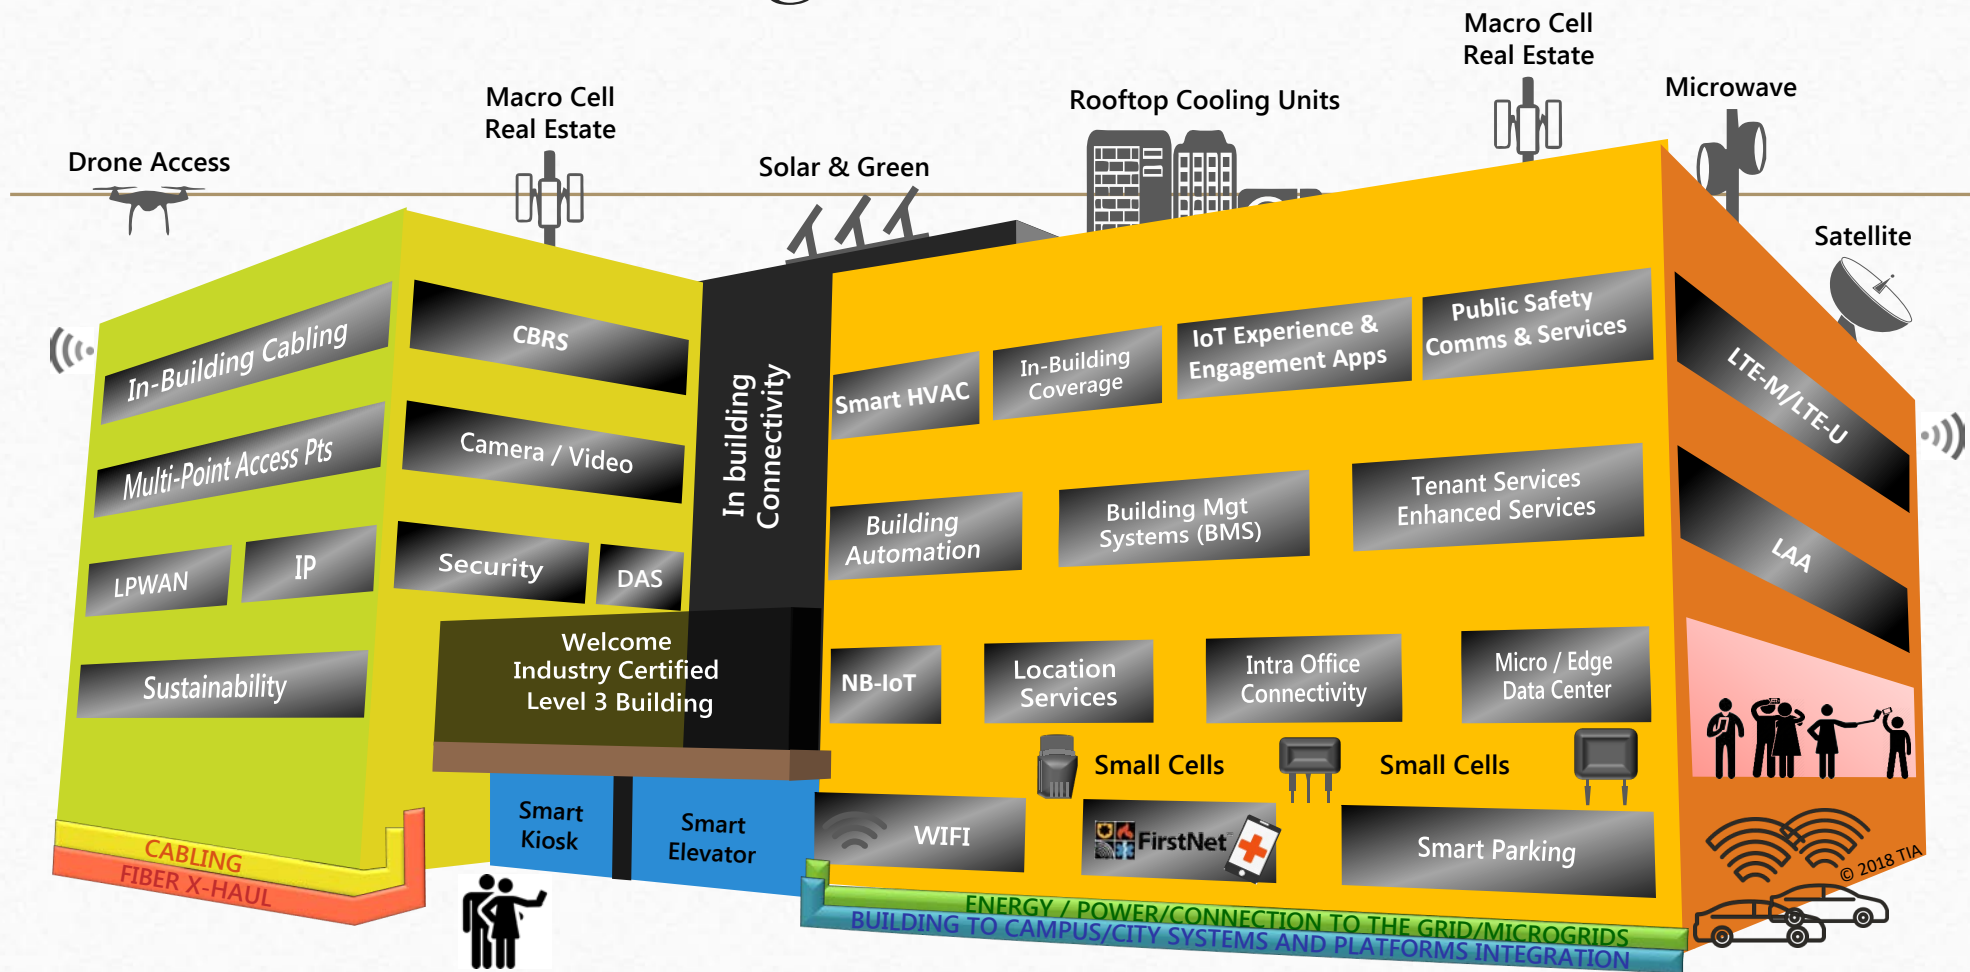 Macro Cell
Real Estate
Microwave
Macro Cell
Real Estate
Rooftop Cooling Units
Drone Access
Solar & Green
Satellite
In-Building Cabling
CBRS
Multi-Point Access Pts
Camera / Video
LPWAN
IP
Security
DAS
Sustainability
Welcome
Industry Certified
Level 3 Building
In building
Connectivity
Smart HVAC
In-Building
Coverage
IoT Experience &
Engagement Apps
Public Safety
Comms & Services
LTE-M/LTE-U
Building
Automation
Building Mgt
Systems (BMS)
Tenant Services
Enhanced Services
LAA
NB-IoT
Location
Services
Intra Office
Connectivity
Micro / Edge
Data Center
Small Cells
Small Cells
Smart
Kiosk
Smart
Elevator
WIFI
FirstNet
Smart Parking
CABLING
FIBER X-HAUL
ENERGY / POWER/CONNECTION TO THE GRID/MICROGRIDS
BUILDING TO CAMPUS/CITY SYSTEMS AND PLATFORMS INTEGRATION
© 2018 TIA